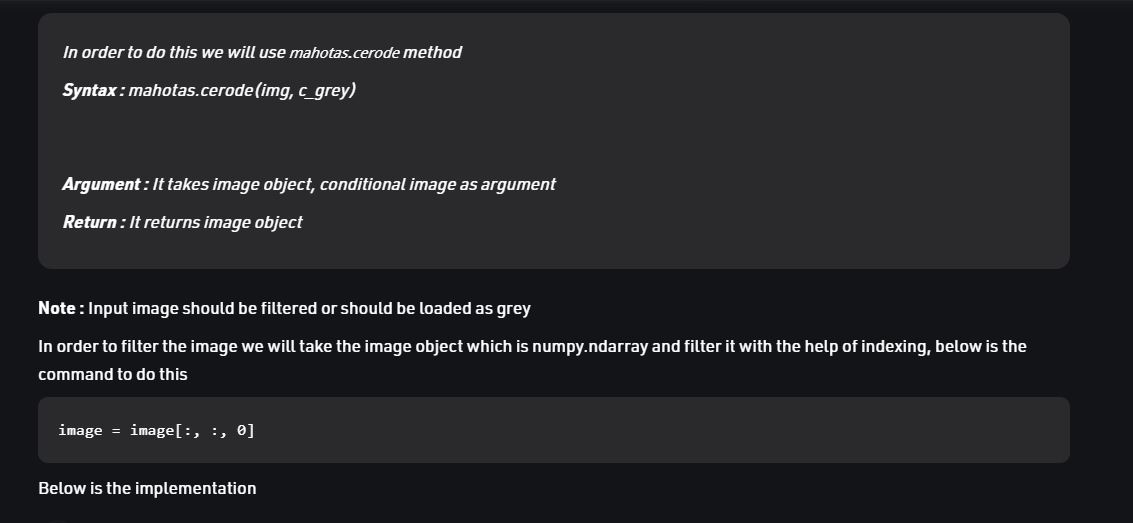 In order to do this we will use mahotas.cerode method
Syntax : mahotas.cerode(img, c_grey)
Argument : It takes image object, conditional image as argument
Return : It returns image object
Note : Input image should be filtered or should be loaded as grey
In order to filter the image we will take the image object which is numpy.ndarray and filter it with the help of indexing, below is the
command to do this
image = image[:, :, 0]
Below is the implementation